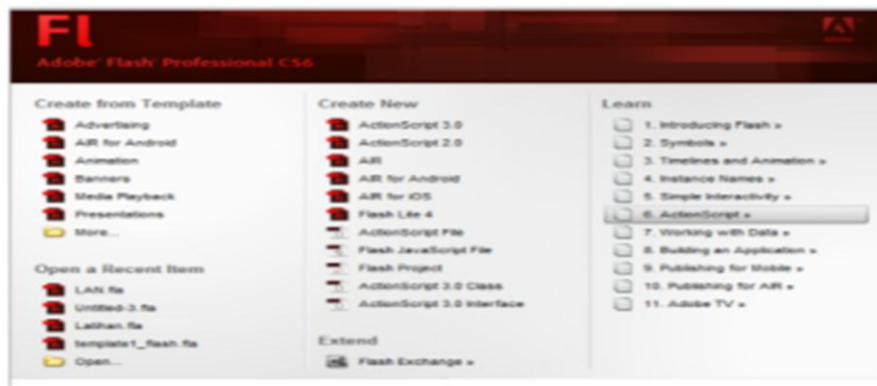 Fl
Adobe
Adobe® Flash® Professional CS6
Create from Template
Advertising
AIR for Android
Animation
Banners
Media Playback
Presentations
More...
Open a Recent Item
LAN.fla
Untitled-3.fla
Latihan.fla
template1_flash.fla
Open...
Create New
ActionScript 3.0
ActionScript 2.0
AIR
AIR for Android
AIR for iOS
Flash Lite 4
ActionScript File
Flash JavaScript File
Flash Project
ActionScript 3.0 Class
ActionScript 3.0 Interface
Extend
Flash Exchange »
Learn
1. Introducing Flash »
2. Symbols »
3. Timelines and Animation »
4. Instance Names »
5. Simple Interactivity »
6. ActionScript »
7. Working with Data »
8. Building an Application »
9. Publishing for Mobile »
10. Publishing for AIR »
11. Adobe TV »